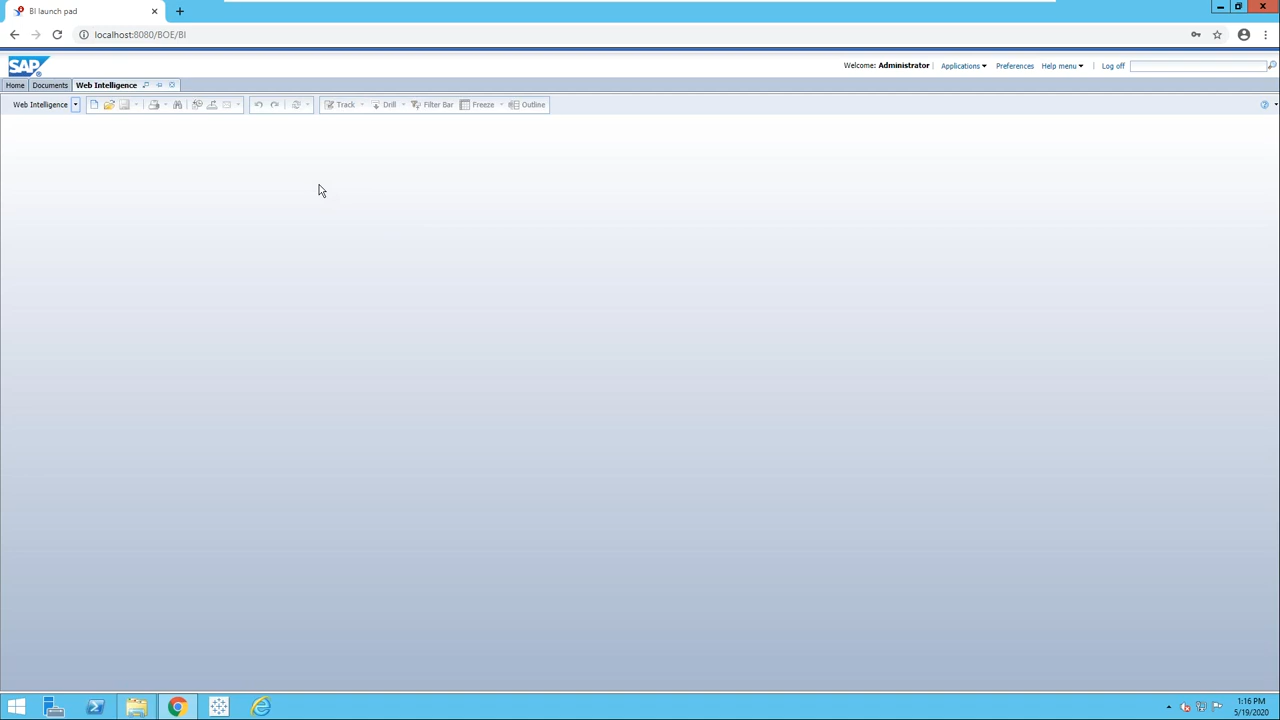 BI launch pad
localhost:8080/BOE/BI
SAP
Welcome: Administrator
Applications
Preferences
Help menu
Log off
Home
Documents
Web Intelligence
Web Intelligence
Track
Drill
Filter Bar
Freeze
Outline
1:16 PM
5/19/2020